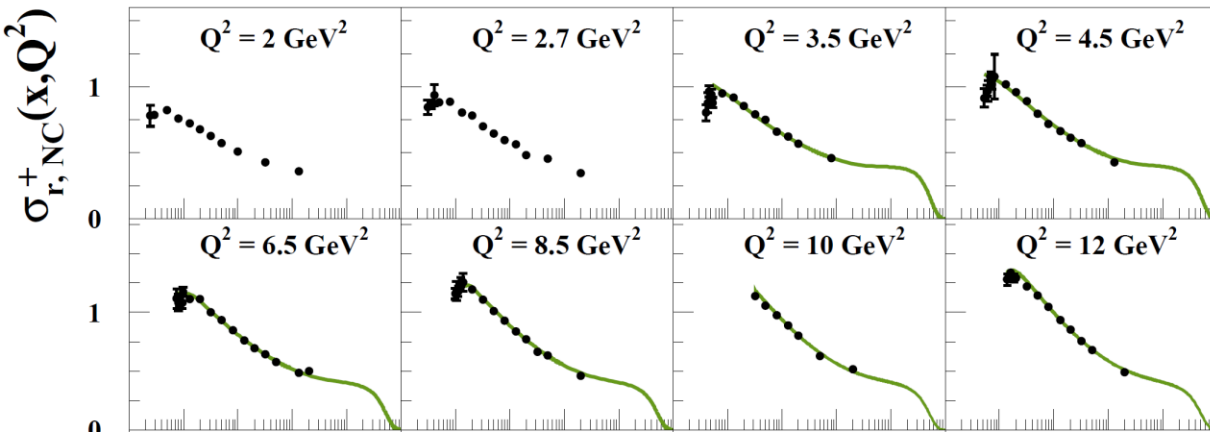 σ⁺r,NC(x,Q²)
Q² = 2 GeV²
Q² = 2.7 GeV²
Q² = 3.5 GeV²
Q² = 4.5 GeV²
1
0
Q² = 6.5 GeV²
Q² = 8.5 GeV²
Q² = 10 GeV²
Q² = 12 GeV²
1
0